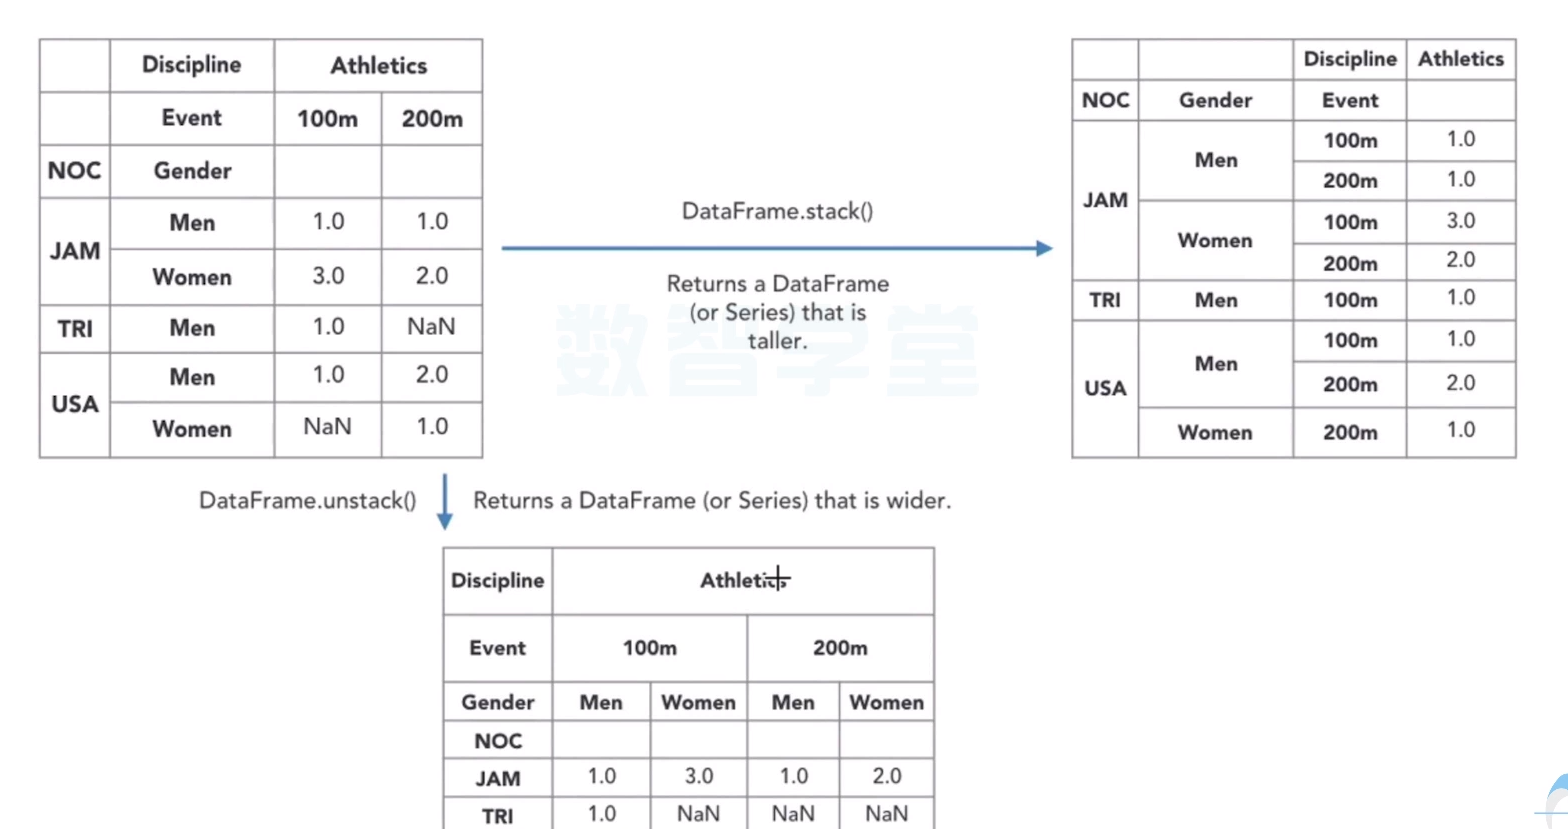 Discipline Athletics
Event 100m 200m
NOC Gender
JAM Men 1.0 1.0
Women 3.0 2.0
TRI Men 1.0 NaN
USA Men 1.0 2.0
Women NaN 1.0
DataFrame.stack()
Returns a DataFrame
(or Series) that is
taller.
数智学堂
Discipline Athletics
NOC Gender Event
JAM Men 100m 1.0
200m 1.0
Women 100m 3.0
200m 2.0
TRI Men 100m 1.0
USA Men 100m 1.0
200m 2.0
Women 200m 1.0
DataFrame.unstack()
Returns a DataFrame (or Series) that is wider.
Discipline Athletics
Event 100m 200m
Gender Men Women Men Women
NOC
JAM 1.0 3.0 1.0 2.0
TRI 1.0 NaN NaN NaN